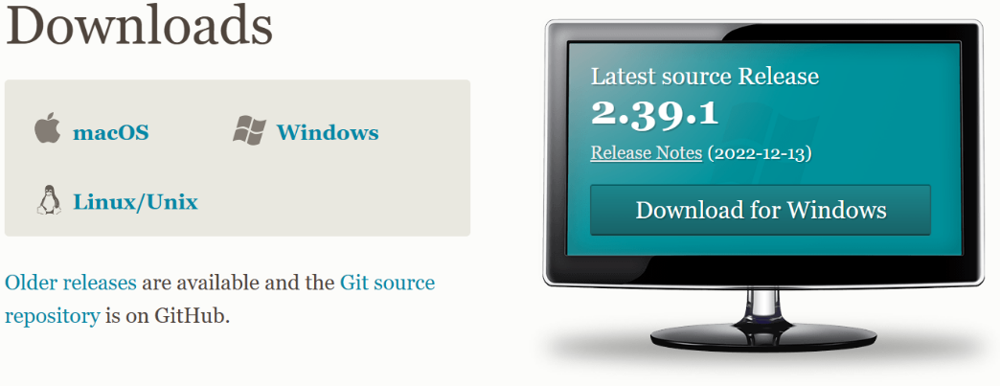 Downloads
macOS
Windows
Linux/Unix
Older releases are available and the Git source
repository is on GitHub.
Latest source Release
2.39.1
Release Notes (2022-12-13)
Download for Windows